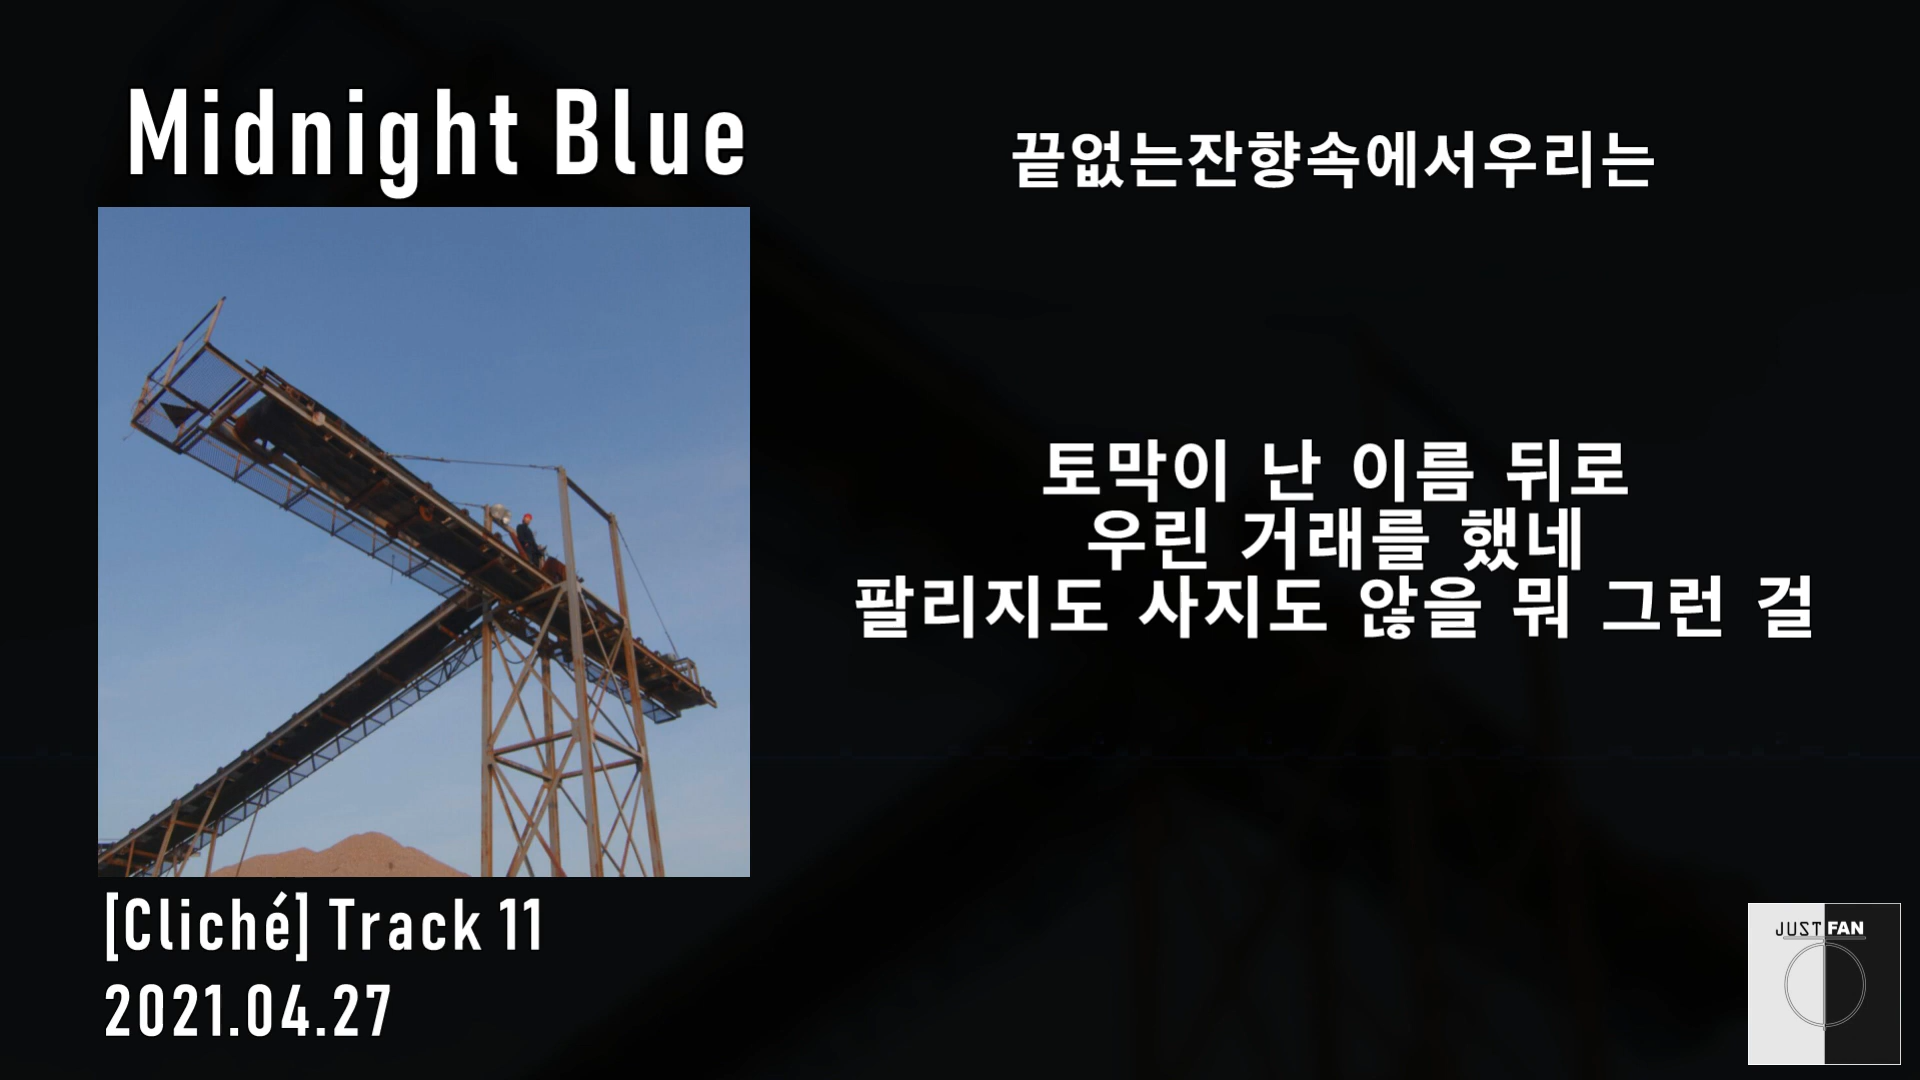 Midnight Blue
끝없는잔향속에서우리는
토막이 난 이름 뒤로
우린 거래를 했네
팔리지도 사지도 않을 뭐 그런 걸
[Cliché] Track 11
2021.04.27
JUST FAN